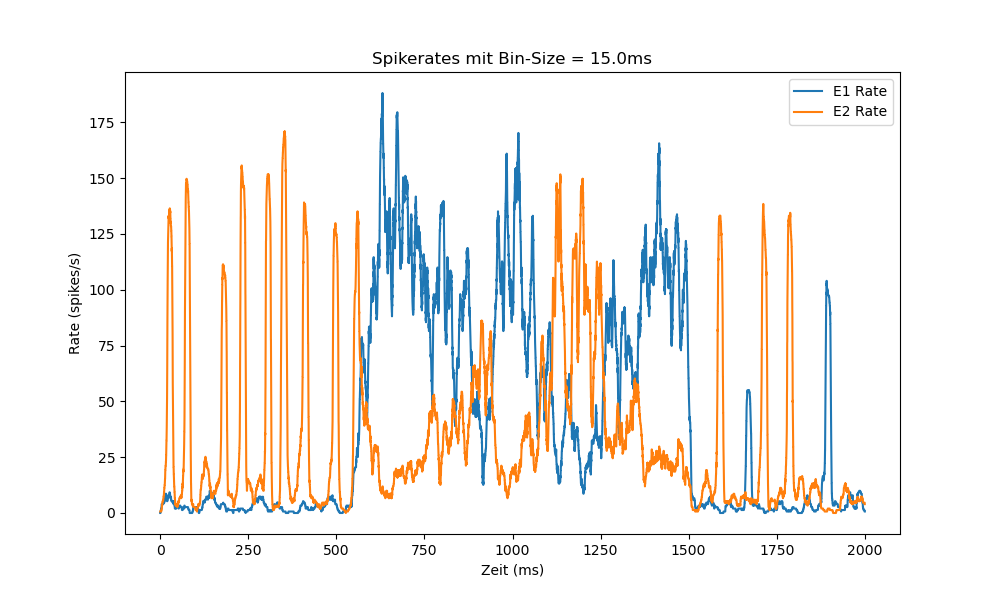 Spikerates mit Bin-Size = 15.0ms
E1 Rate
E2 Rate
Rate (spikes/s)
175
150
125
100
75
50
25
0
0 250 500 750 1000 1250 1500 1750 2000
Zeit (ms)